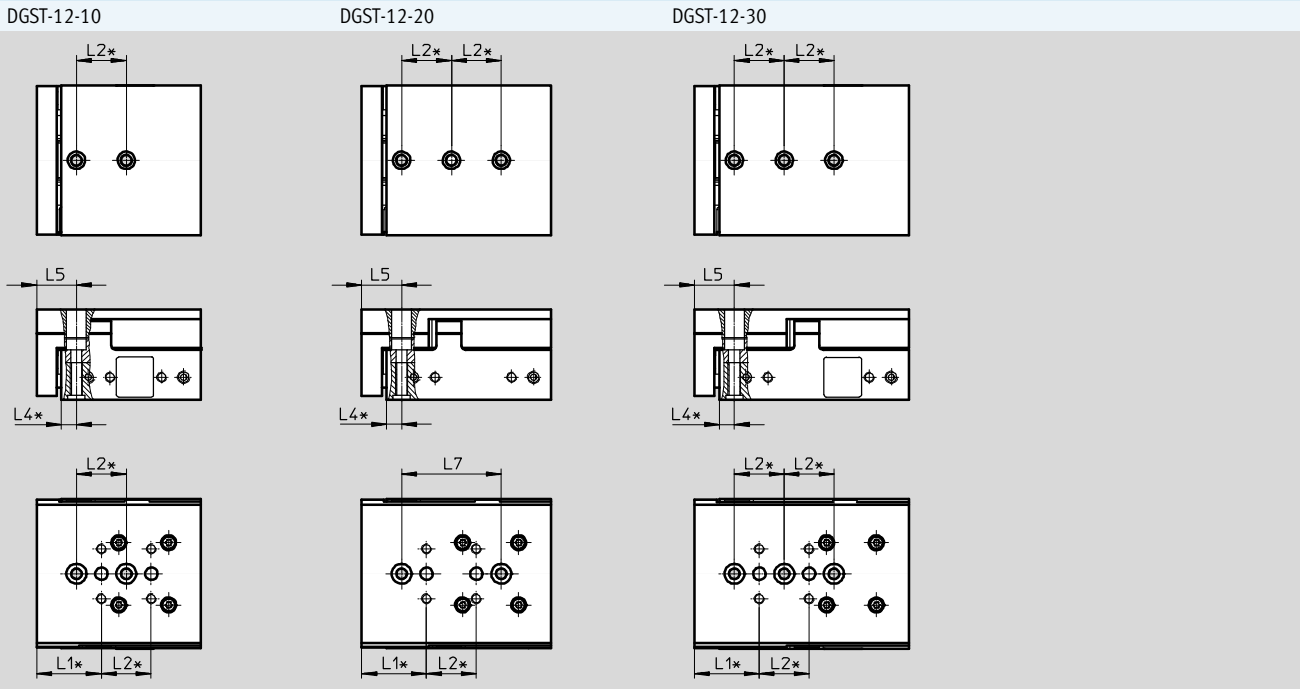 DGST-12-10 DGST-12-20 DGST-12-30
L2* L2* L2* L2* L2*
L5 L5 L5
L4* L4* L4*
L2* L7 L2* L2*
L1* L2* L1* L2* L1* L2*